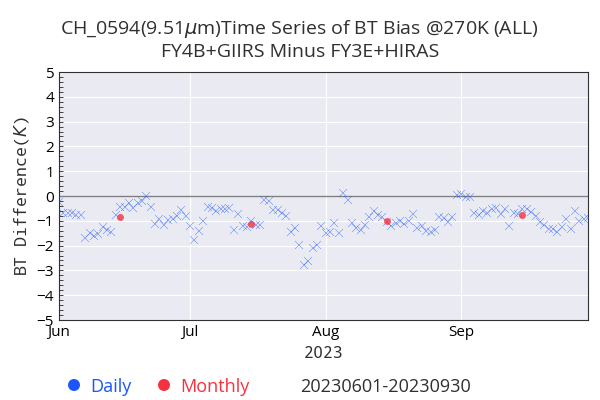 CH_0594(9.51μm)Time Series of BT Bias @270K (ALL)
FY4B+GIIRS Minus FY3E+HIRAS
BT Difference(K)
5
4
3
2
1
0
−1
−2
−3
−4
−5
Jun Jul Aug Sep
2023
Daily Monthly 20230601-20230930